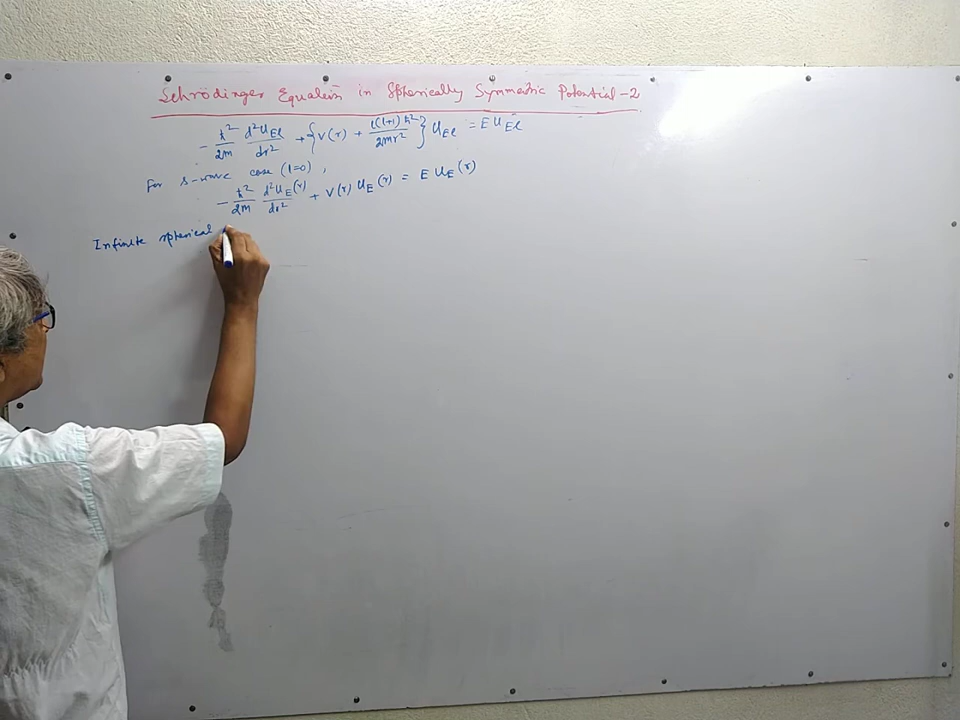 Schrödinger Equation in Spherically Symmetric Potential -2
-ℏ²/2m d²U_El/dr² + {V(r) + l(l+1)ℏ²/2mr²} U_El = E U_El
For s-wave case (l=0),
-ℏ²/2m d²U_E(r)/dr² + V(r) U_E(r) = E U_E(r)
Infinite spherical